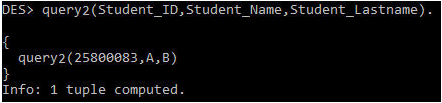 DES> query2(Student_ID,Student_Name,Student_Lastname).
{
query2(25800083,A,B)
}
Info: 1 tuple computed.